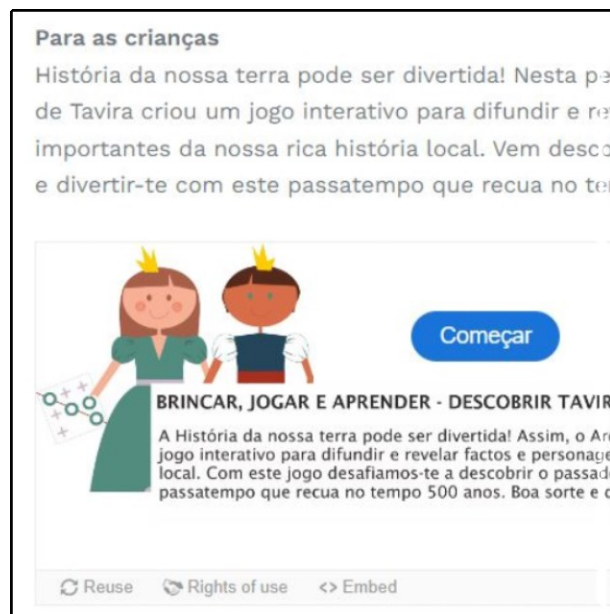 Para as crianças
História da nossa terra pode ser divertida! Nesta
de Tavira criou um jogo interativo para difundir e
importantes da nossa rica história local. Vem
e divertir-te com este passatempo que recua no
Começar
BRINCAR, JOGAR E APRENDER - DESCOBRIR
A História da nossa terra pode ser divertida! Assim, o
jogo interativo para difundir e revelar factos e
local. Com este jogo desafiamos-te a descobrir o
passatempo que recua no tempo 500 anos. Boa sorte e
Reuse Rights of use <> Embed